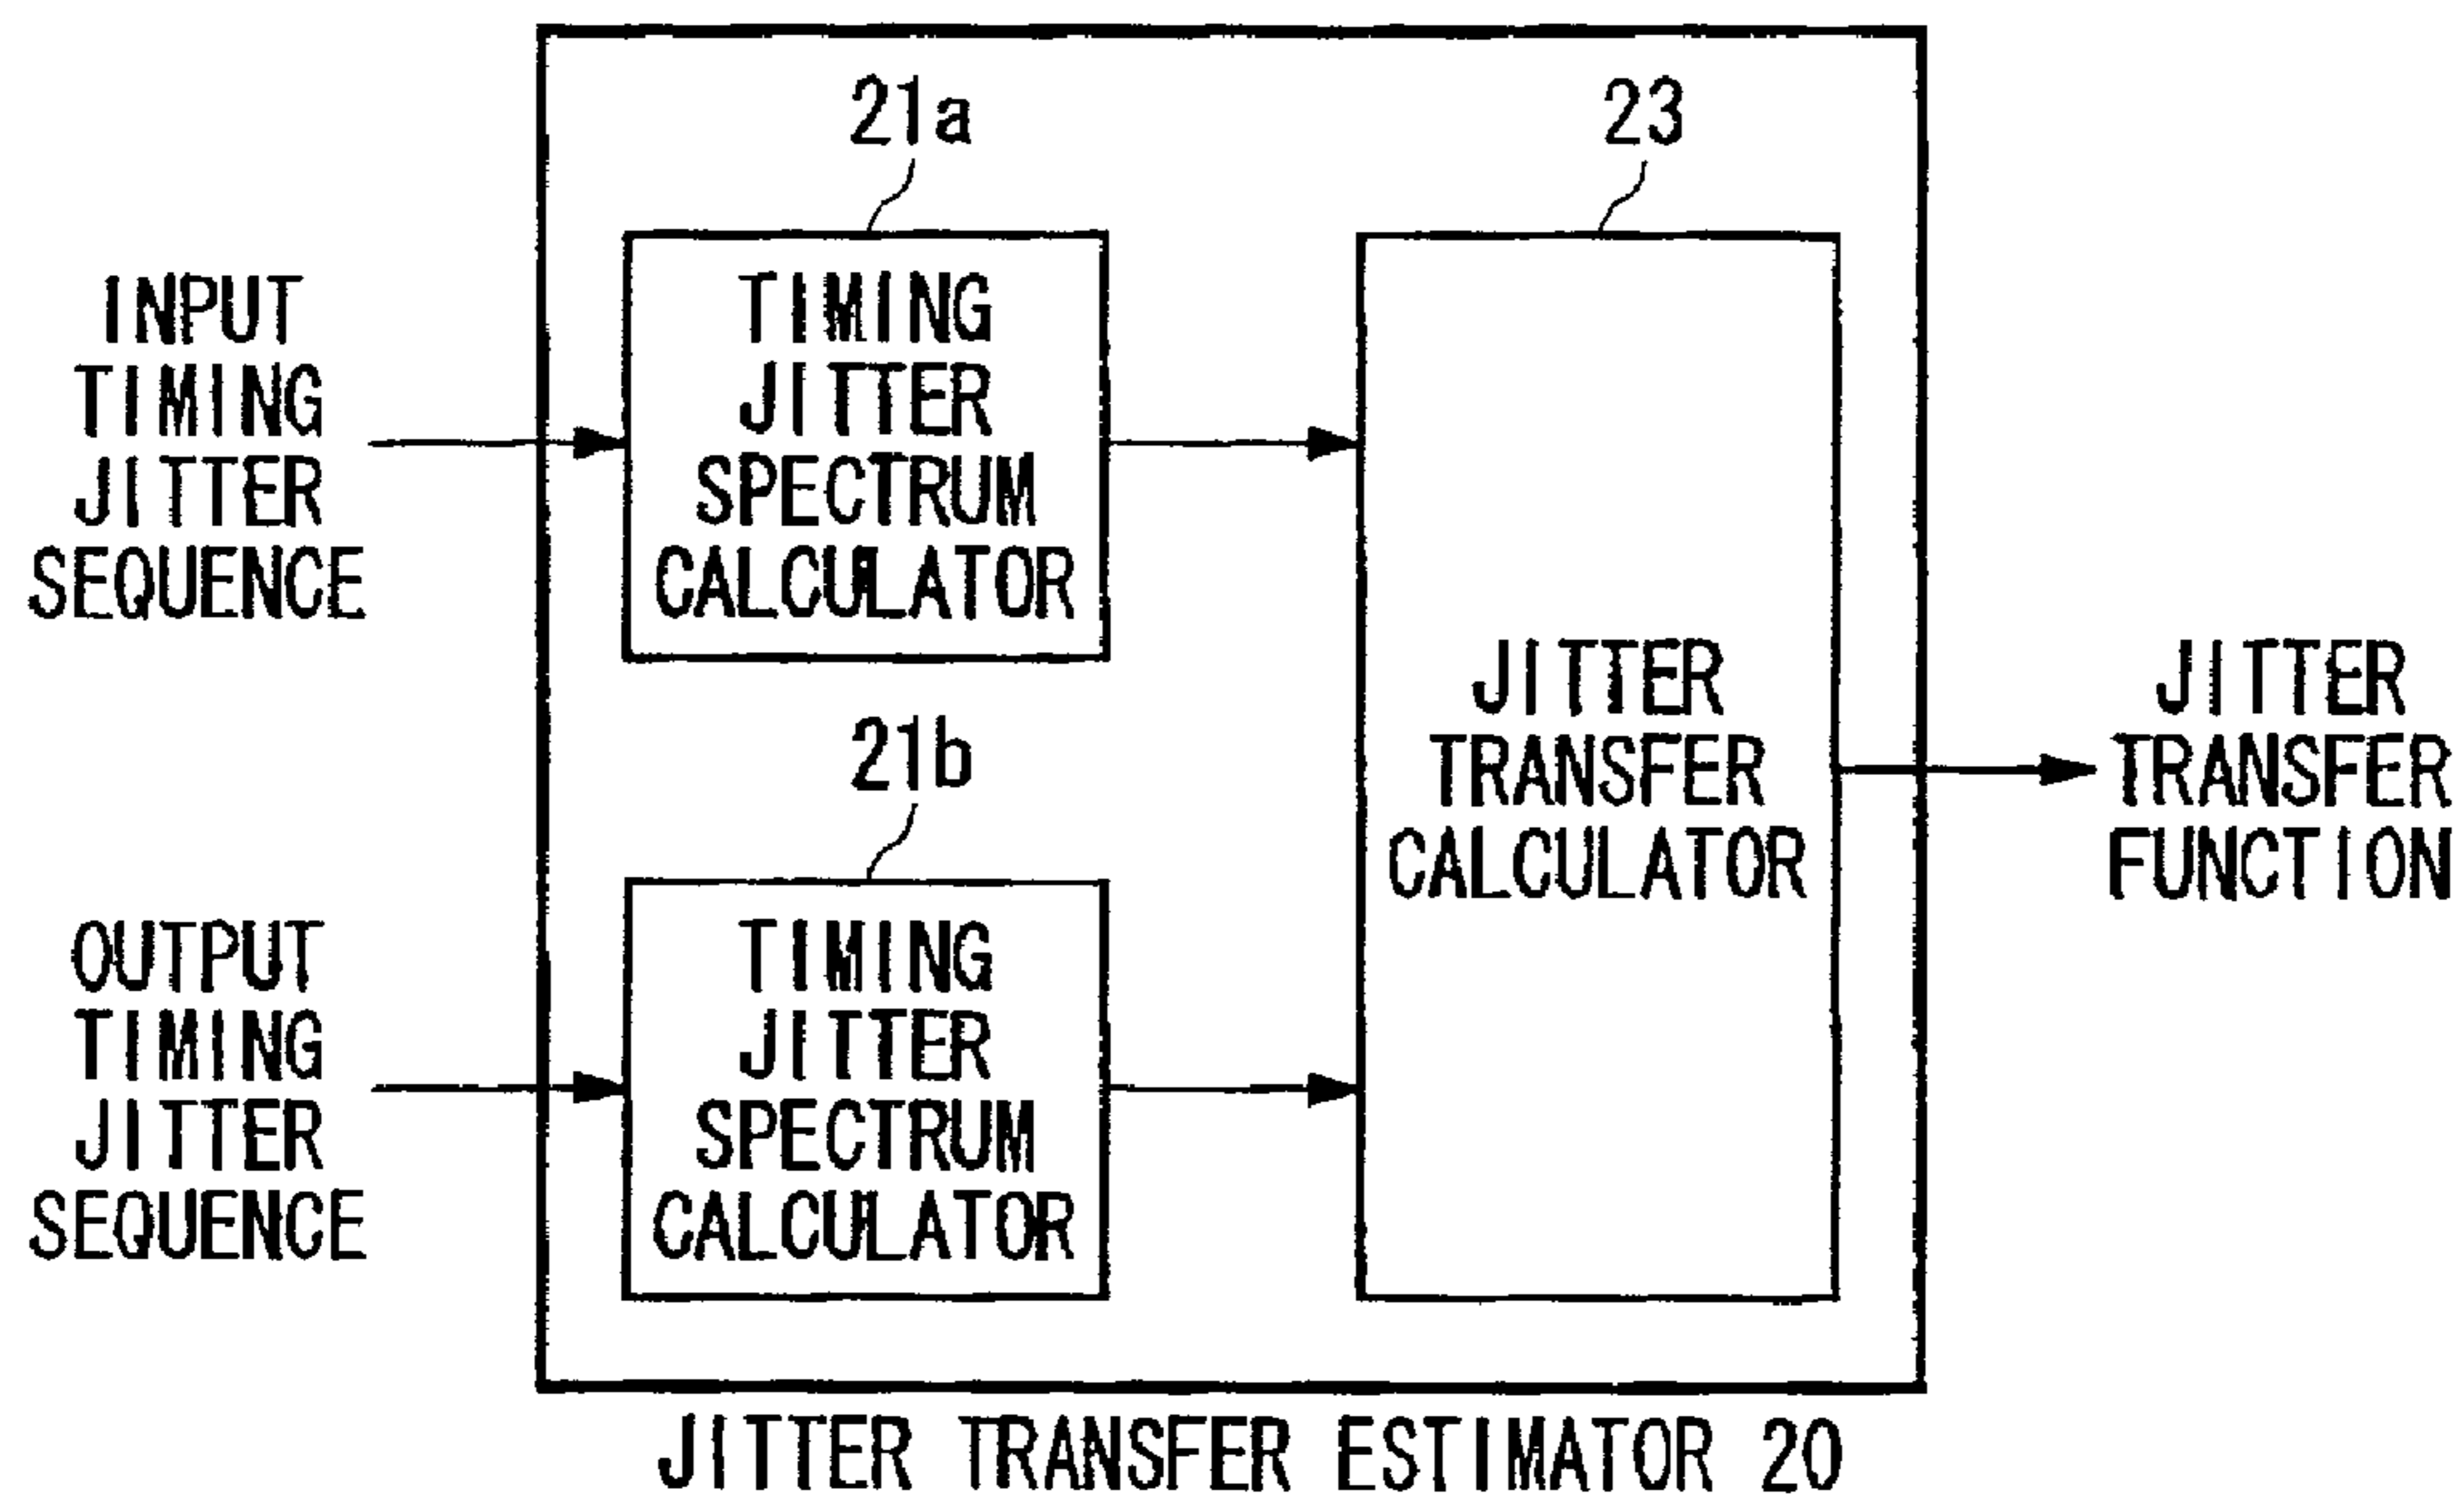 21a
23
INPUT
TIMING
JITTER
SEQUENCE
TIMING
JITTER
SPECTRUM
CALCULATOR
JITTER
TRANSFER
CALCULATOR
JITTER
TRANSFER
FUNCTION
21b
OUTPUT
TIMING
JITTER
SEQUENCE
TIMING
JITTER
SPECTRUM
CALCULATOR
JITTER TRANSFER ESTIMATOR 20